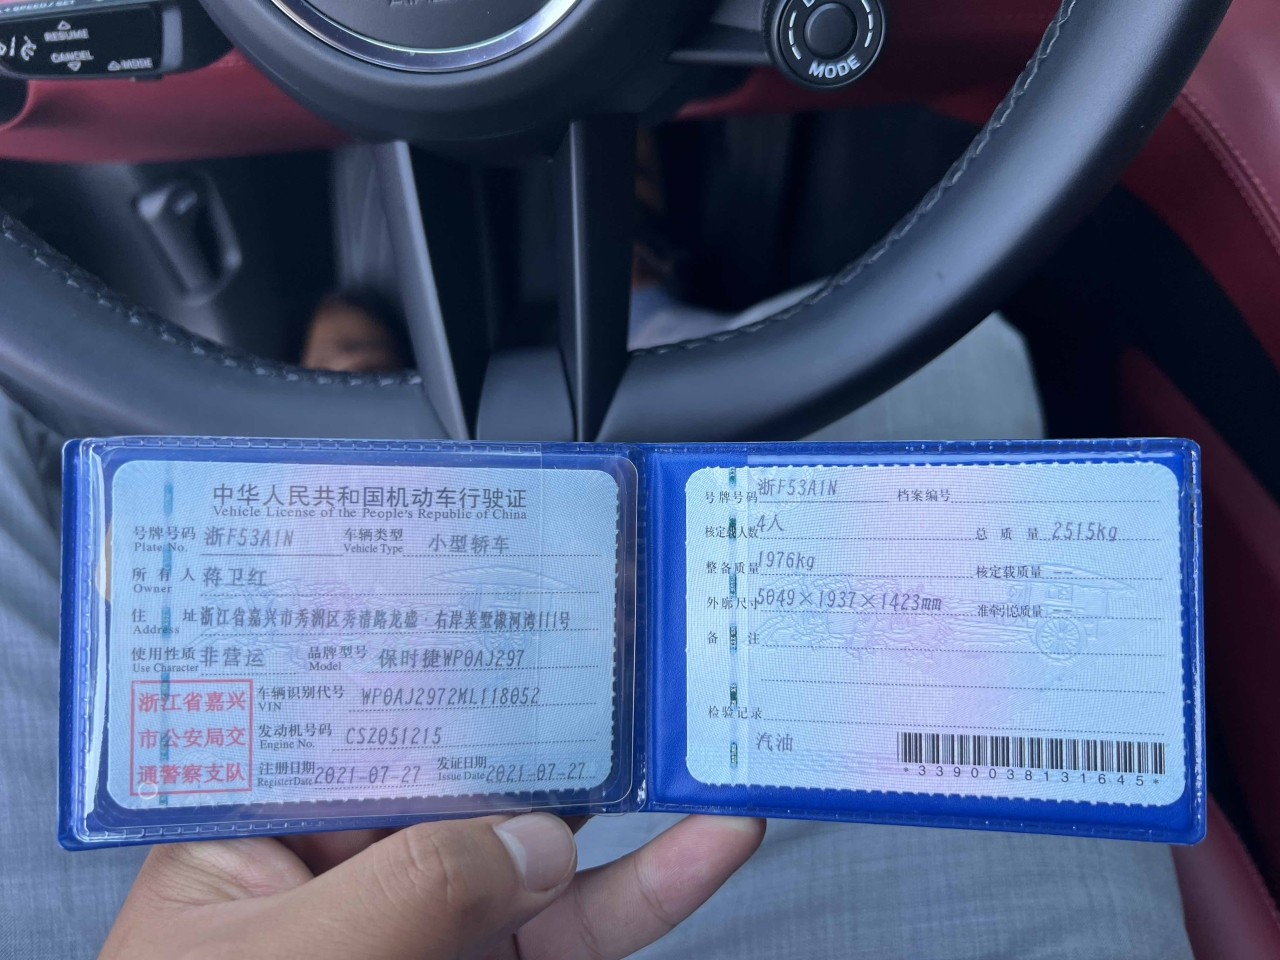 RESUME
CANCEL
MODE
MODE
中华人民共和国机动车行驶证
Vehicle License of the People's Republic of China
号牌号码 浙F53A1N 车辆类型 小型轿车
Plate No. Vehicle Type
所有人 蒋卫红
Owner
住址 浙江省嘉兴市秀洲区秀清路龙盛·右岸美墅橡河湾111号
Address
使用性质 非营运 品牌型号 保时捷WP0AJ297
Use Character Model
浙江省嘉兴
市公安局交
通警察支队
车辆识别代号 WP0AJ2972ML118052
VIN
发动机号码 CSZ051215
Engine No.
注册日期 2021-07-27 发证日期 2021-07-27
Register Date Issue Date
号牌号码 浙F53A1N 档案编号
核定载人数 4人 总质量 2515kg
整备质量 1976kg 核定载质量 --
外廓尺寸 5049×1937×1423mm 准牵引总质量 --
备注
检验记录
汽油
*3390038131645*